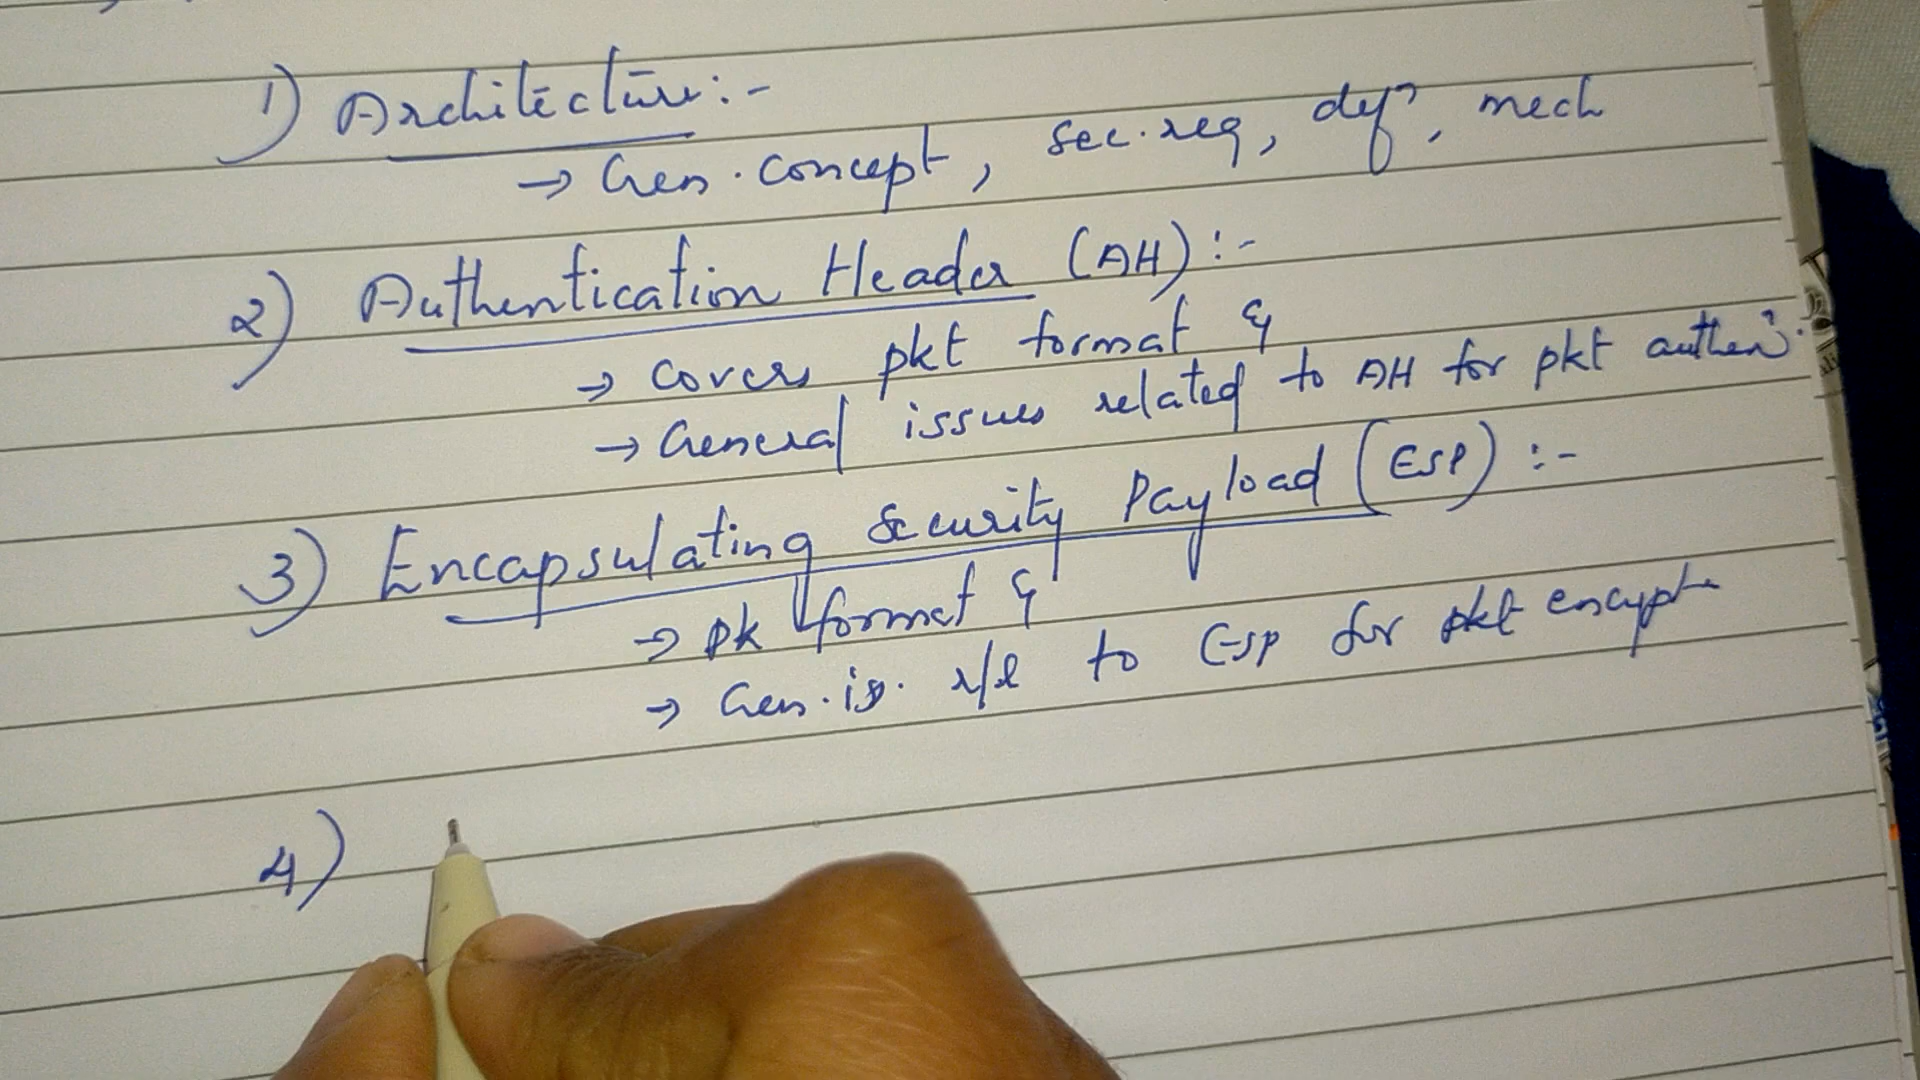 1) Architecture:-
→ Gen. concept, sec. req, defⁿ, mech
2) Authentication Header (AH):-
→ covers pkt format &
→ General issues related to AH for pkt authenⁿ.
3) Encapsulating Security Payload (ESP) :-
→ pk format &
→ Gen. is. r/l to ESP for pkt encypt
4)